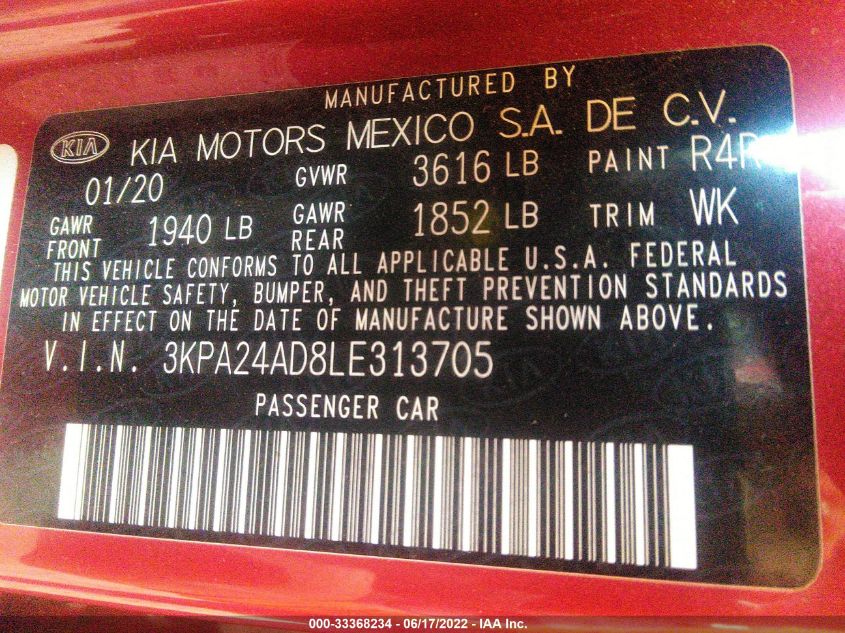 MANUFACTURED BY
KIA KIA MOTORS MEXICO S.A. DE C.V.
01/20 GVWR 3616 LB PAINT R4R
GAWR FRONT 1940 LB GAWR REAR 1852 LB TRIM WK
THIS VEHICLE CONFORMS TO ALL APPLICABLE U.S.A. FEDERAL
MOTOR VEHICLE SAFETY, BUMPER, AND THEFT PREVENTION STANDARDS
IN EFFECT ON THE DATE OF MANUFACTURE SHOWN ABOVE.
V.I.N. 3KPA24AD8LE313705
PASSENGER CAR
000-33368234 - 06/17/2022 - IAA Inc.